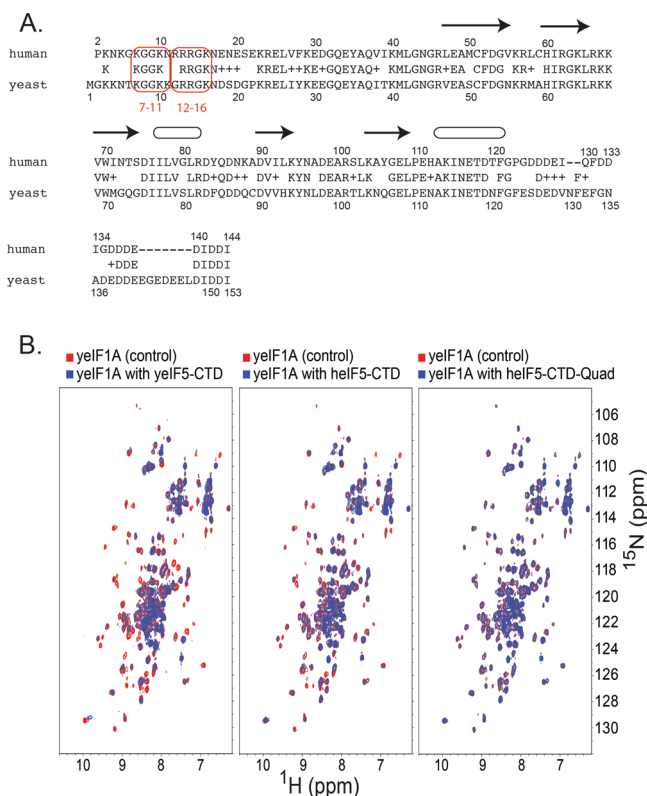 A.
2 10 20 30 40 50 60
human PKNKGKGGKNRRRGKNENESEKRELVFKEDGQEYAQVIKMLGNGRLEAMCFDGVKRLCHIRGKLRKK
K KGGK RRGKN+++ KREL++KE+GQEYAQ+ KMLGNGR+EA CFDG KR+ HIRGKLRKK
yeast MGKKNTKGGKKGRRGKNDSDGPKRELIYKEEGQEYAQITKMLGNGRVEASCFDGNKRMAHIRGKLRKK
1 10 20 30 40 50 60
7-11 12-16
70 80 90 100 110 120 130 133
human VWINTSDIILVGLRDYQDNKADVILKYNADEARSLKAYGELPEHAKINETDTFGPGDDDEI--QFDD
VW+ DIILV LRD+QD++ DV+ KYN DEAR+LK GELPE+AKINETD FG D+++ F+
yeast VWMGQGDIILVSLRDFQDDQCDVVHKYNLDEARTLKNQGELPENAKINETDNFGFESDEDVNFEFGN
70 80 90 100 110 120 130 135
134 140 144
human IGDDDE-------DIDDI
+DDE DIDDI
yeast ADEDDEEGEDEELDIDDI
136 150 153
B.
yeIF1A (control)
yeIF1A with yeIF5-CTD
yeIF1A (control)
yeIF1A with heIF5-CTD
yeIF1A (control)
yeIF1A with heIF5-CTD-Quad
104
106
108
110
112
114
116
118
120
122
124
126
128
130
15N (ppm)
10 9 8 7 10 9 8 7 10 9 8 7
1H (ppm)